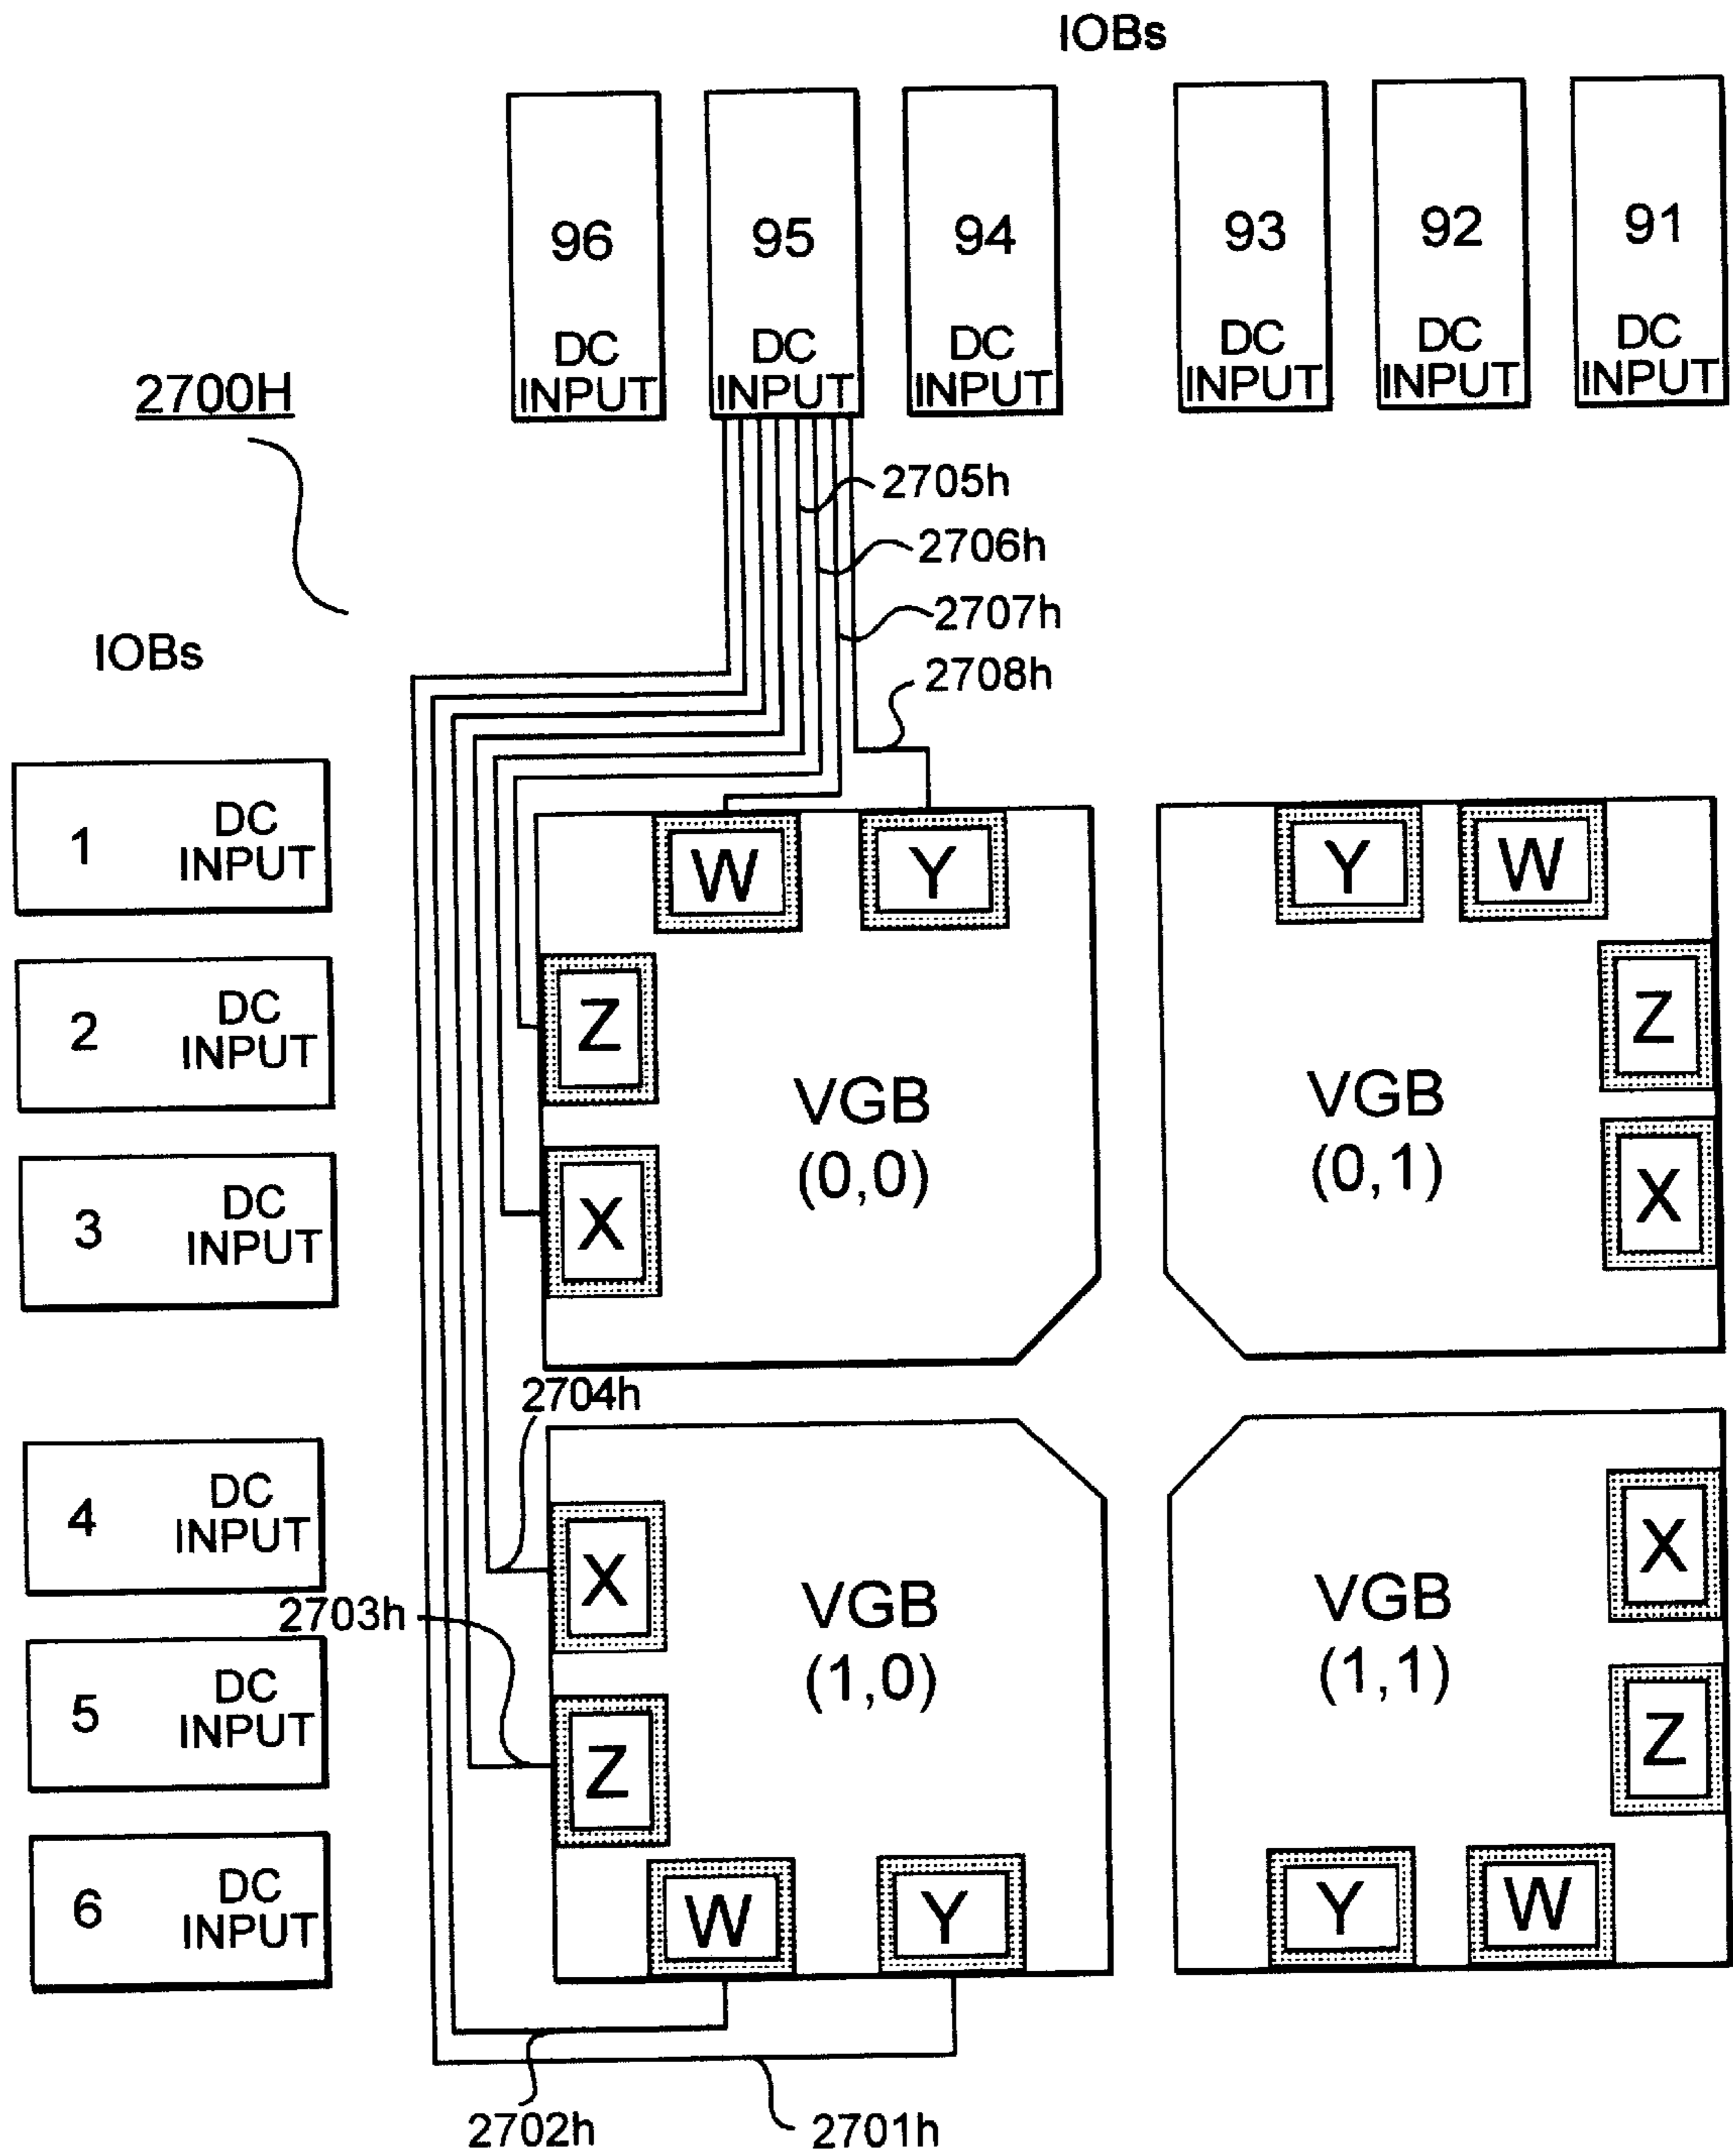 IOBs
96
DC
INPUT
95
DC
INPUT
94
DC
INPUT
93
DC
INPUT
92
DC
INPUT
91
DC
INPUT
2700H
2705h
2706h
2707h
2708h
IOBs
1
DC
INPUT
2
DC
INPUT
3
DC
INPUT
4
DC
INPUT
5
DC
INPUT
6
DC
INPUT
W
Y
Z
X
VGB
(0,0)
Y
W
Z
X
VGB
(0,1)
2704h
2703h
X
Z
VGB
(1,0)
W
Y
X
Z
VGB
(1,1)
Y
W
2702h
2701h